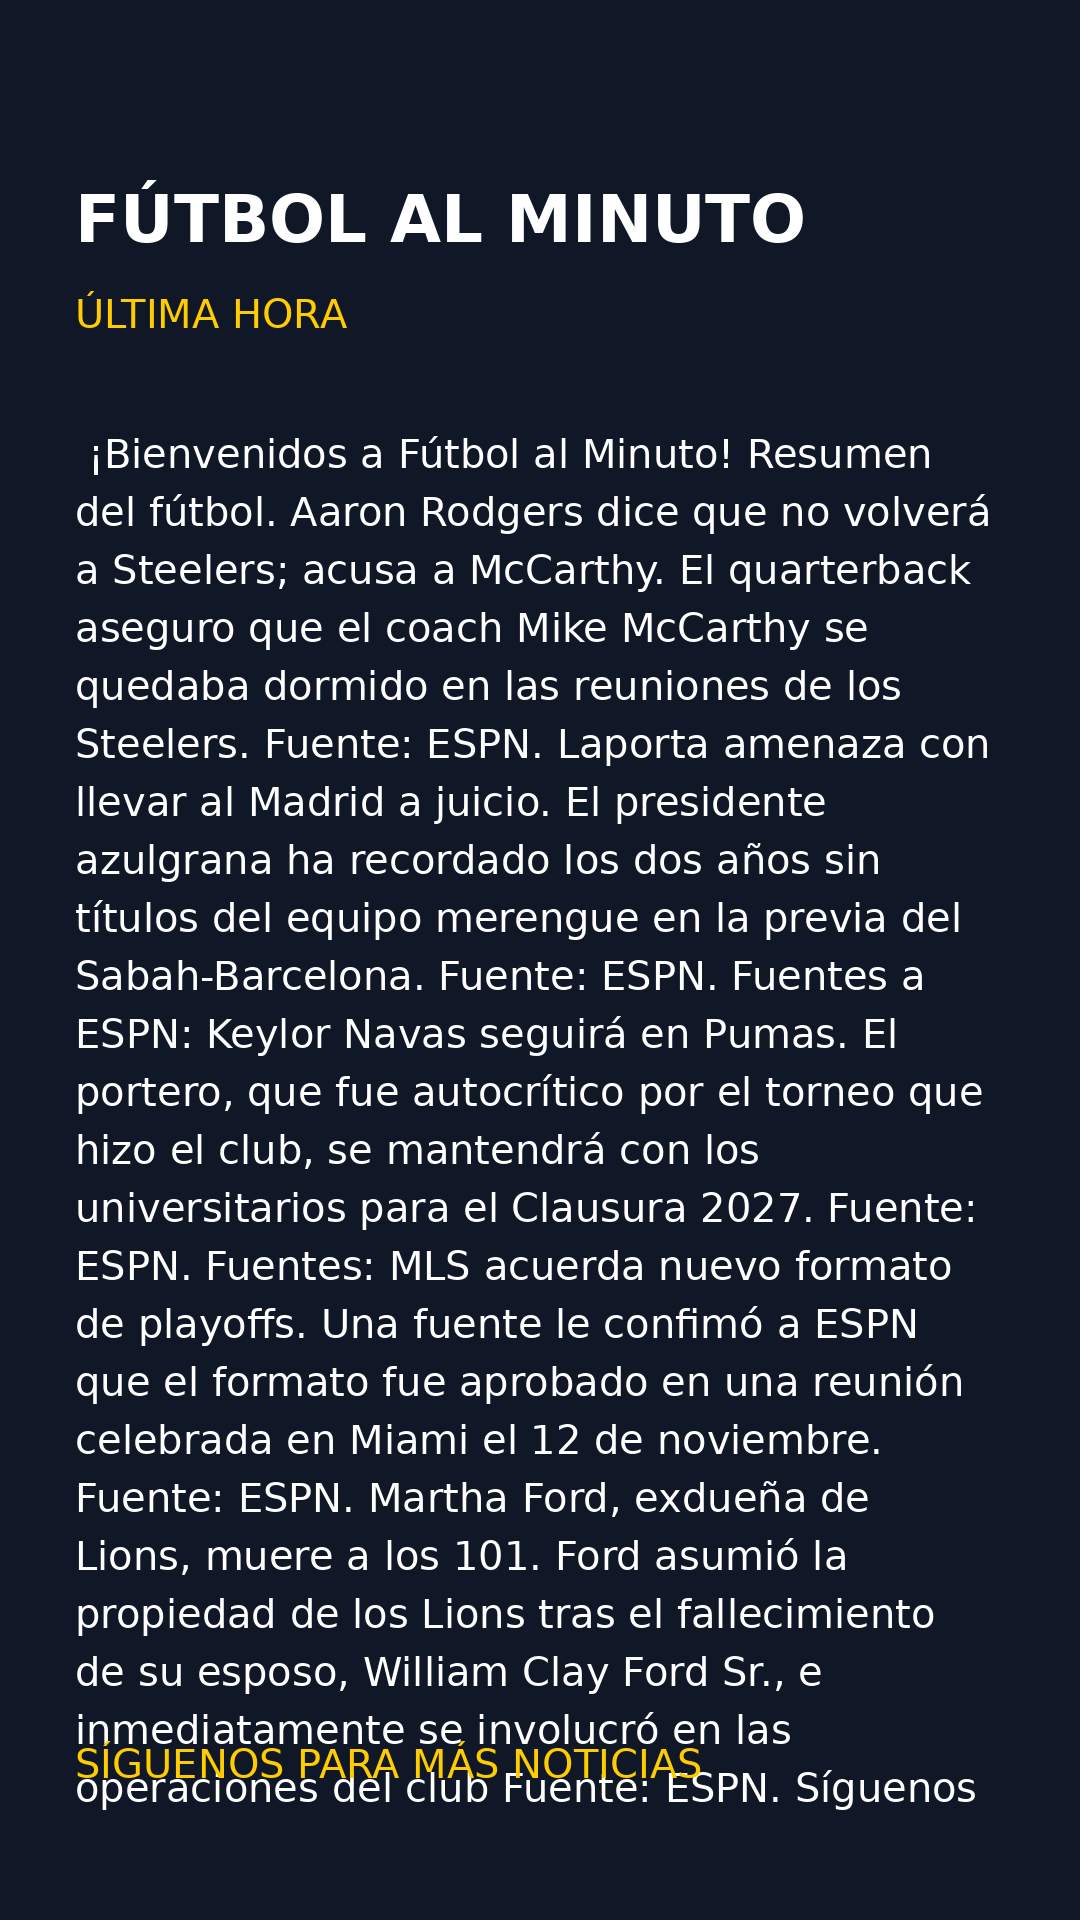 FÚTBOL AL MINUTO
ÚLTIMA HORA
¡Bienvenidos a Fútbol al Minuto! Resumen
del fútbol. Aaron Rodgers dice que no volverá
a Steelers; acusa a McCarthy. El quarterback
aseguro que el coach Mike McCarthy se
quedaba dormido en las reuniones de los
Steelers. Fuente: ESPN. Laporta amenaza con
llevar al Madrid a juicio. El presidente
azulgrana ha recordado los dos años sin
títulos del equipo merengue en la previa del
Sabah-Barcelona. Fuente: ESPN. Fuentes a
ESPN: Keylor Navas seguirá en Pumas. El
portero, que fue autocrítico por el torneo que
hizo el club, se mantendrá con los
universitarios para el Clausura 2027. Fuente:
ESPN. Fuentes: MLS acuerda nuevo formato
de playoffs. Una fuente le confimó a ESPN
que el formato fue aprobado en una reunión
celebrada en Miami el 12 de noviembre.
Fuente: ESPN. Martha Ford, exdueña de
Lions, muere a los 101. Ford asumió la
propiedad de los Lions tras el fallecimiento
de su esposo, William Clay Ford Sr., e
inmediatamente se involucró en las
SÍGUENOS PARA MÁS NOTICIAS
operaciones del club Fuente: ESPN. Síguenos